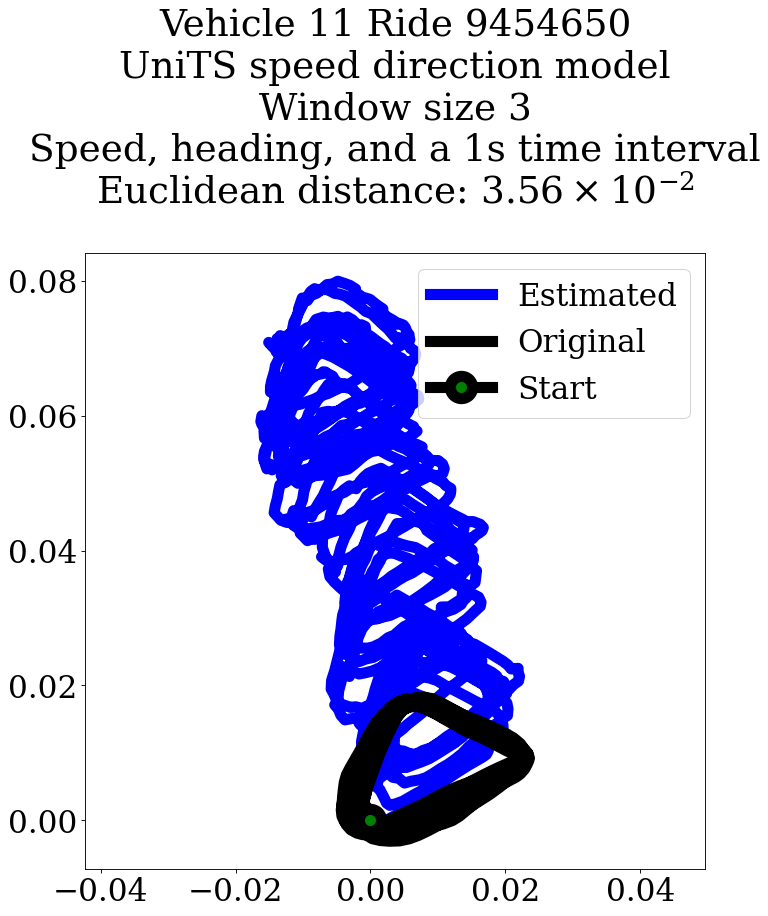 Vehicle 11 Ride 9454650
UniTS speed direction model
Window size 3
Speed, heading, and a 1s time interval
Euclidean distance: 3.56 × 10⁻²
Estimated
Original
Start
0.08
0.06
0.04
0.02
0.00
−0.04 −0.02 0.00 0.02 0.04